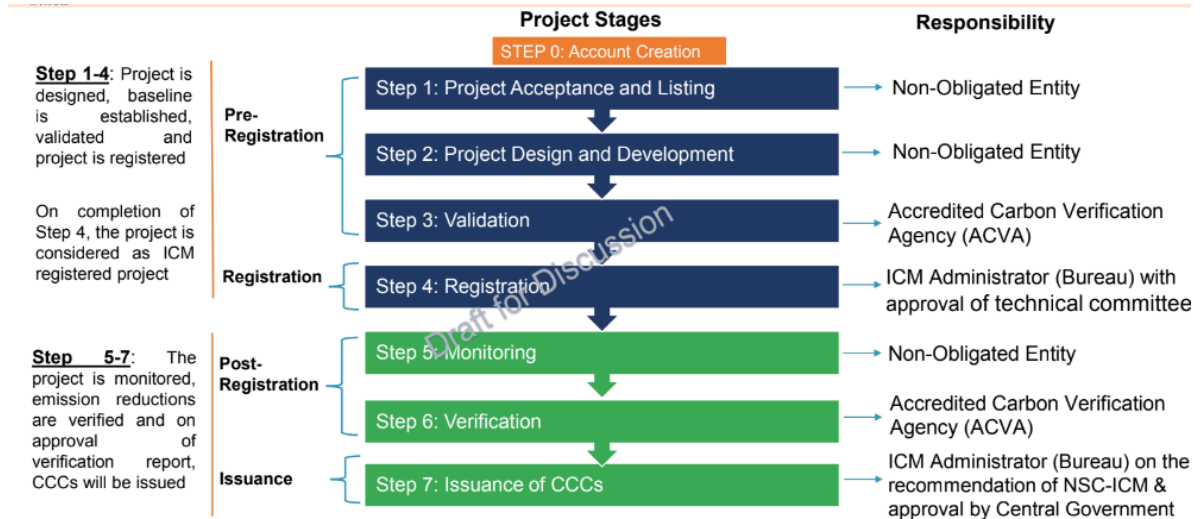 Project Stages
Responsibility
STEP 0: Account Creation
Step 1-4: Project is
designed, baseline
is established,
validated and
project is registered
On completion of
Step 4, the project is
considered as ICM
registered project
Pre-
Registration
Step 1: Project Acceptance and Listing
Non-Obligated Entity
Step 2: Project Design and Development
Non-Obligated Entity
Step 3: Validation
Accredited Carbon Verification
Agency (ACVA)
Registration
Step 4: Registration
ICM Administrator (Bureau) with
approval of technical committee
Draft for Discussion
Step 5-7: The
project is monitored,
emission reductions
are verified and on
approval of
verification report,
CCCs will be issued
Post-
Registration
Step 5: Monitoring
Non-Obligated Entity
Step 6: Verification
Accredited Carbon Verification
Agency (ACVA)
Issuance
Step 7: Issuance of CCCs
ICM Administrator (Bureau) on the
recommendation of NSC-ICM &
approval by Central Government